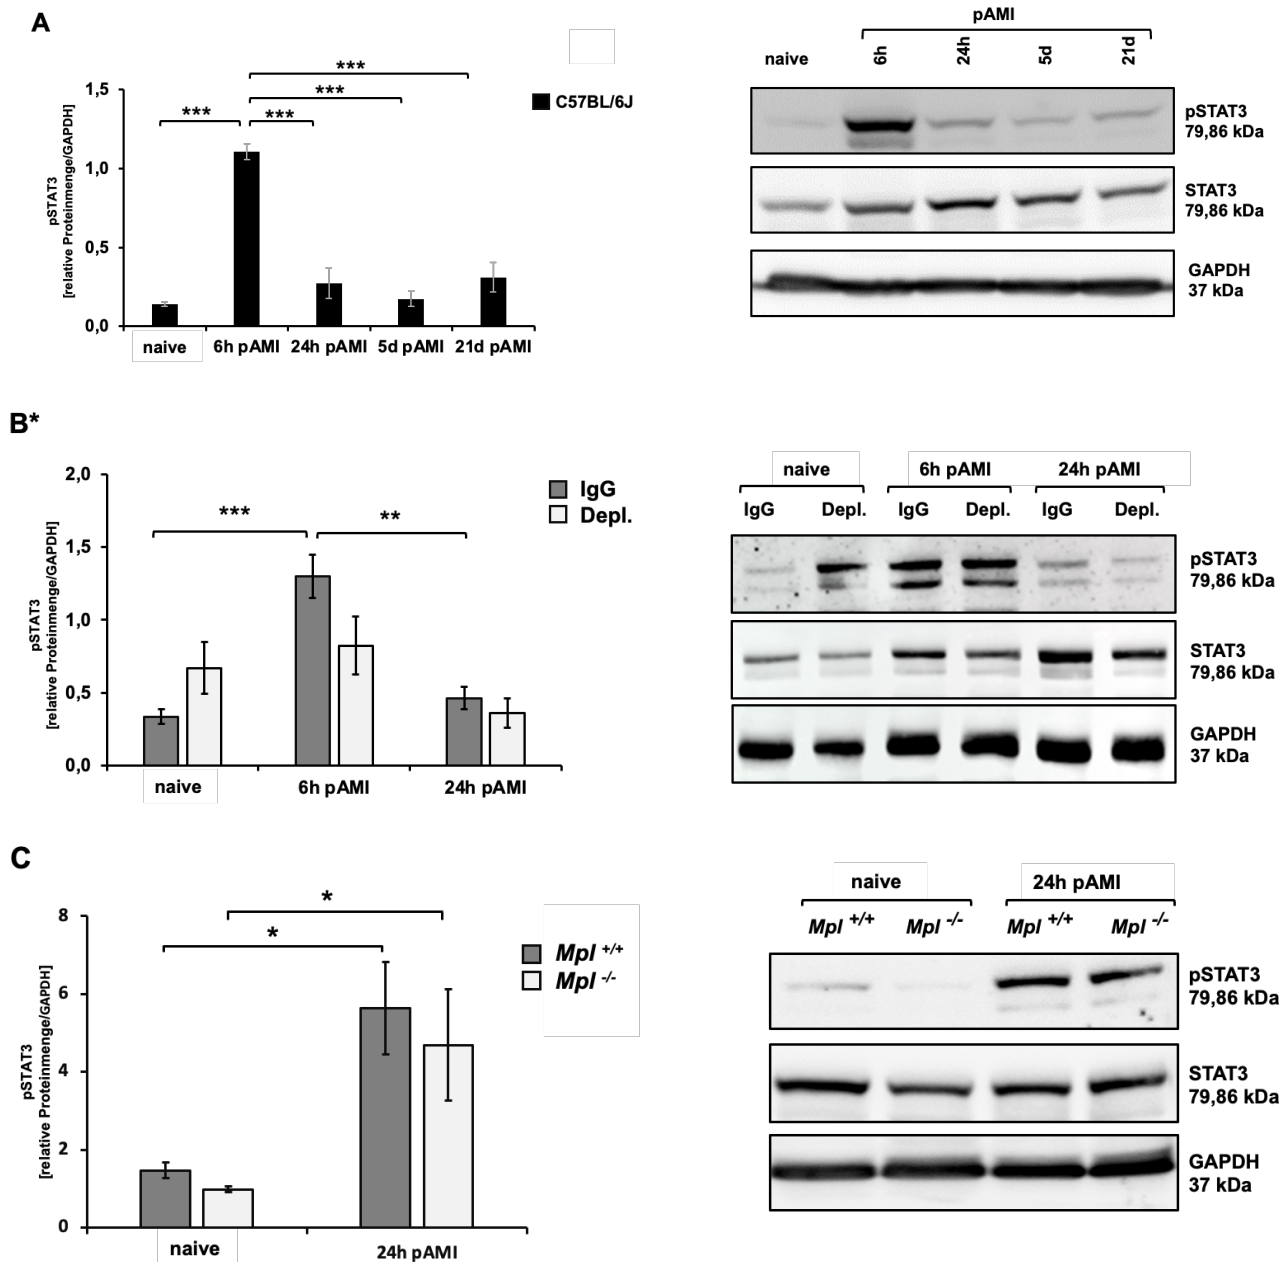 A
pAMI
naive 6h 24h 5d 21d
*** *** *** ***
C57BL/6J
pSTAT3
[relative Proteinmenge/GAPDH]
1,5
1,0
0,5
0,0
naive 6h pAMI 24h pAMI 5d pAMI 21d pAMI
pSTAT3
79,86 kDa
STAT3
79,86 kDa
GAPDH
37 kDa
B*
pSTAT3
[relative Proteinmenge/GAPDH]
2,0
1,5
1,0
0,5
0,0
*** **
IgG
Depl.
naive 6h pAMI 24h pAMI
naive 6h pAMI 24h pAMI
IgG Depl. IgG Depl. IgG Depl.
pSTAT3
79,86 kDa
STAT3
79,86 kDa
GAPDH
37 kDa
C
pSTAT3
[relative Proteinmenge/GAPDH]
8
6
4
2
0
*
*
Mpl +/+
Mpl -/-
naive 24h pAMI
naive 24h pAMI
Mpl +/+ Mpl -/- Mpl +/+ Mpl -/-
pSTAT3
79,86 kDa
STAT3
79,86 kDa
GAPDH
37 kDa